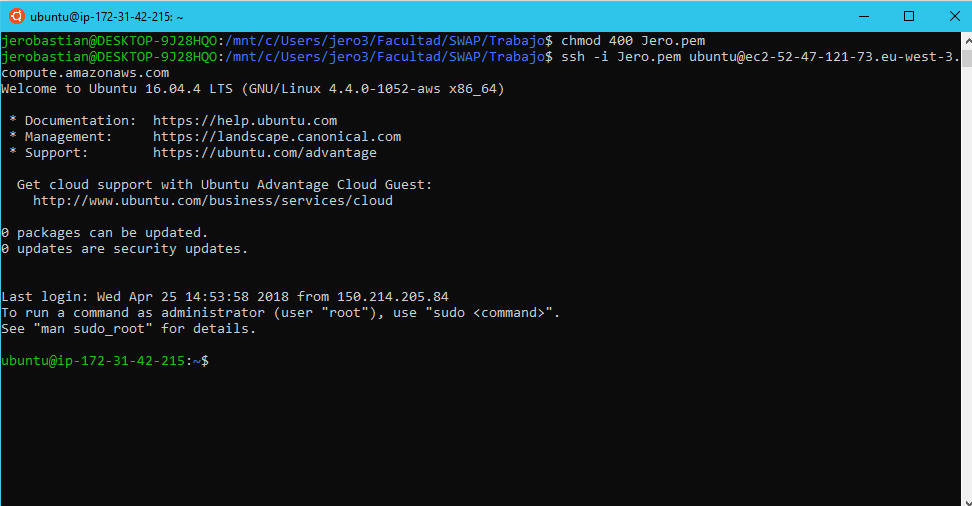 ubuntu@ip-172-31-42-215: ~
jerobastian@DESKTOP-9J28HQO:/mnt/c/Users/jero3/Facultad/SWAP/Trabajo$ chmod 400 Jero.pem
jerobastian@DESKTOP-9J28HQO:/mnt/c/Users/jero3/Facultad/SWAP/Trabajo$ ssh -i Jero.pem ubuntu@ec2-52-47-121-73.eu-west-3.
compute.amazonaws.com
Welcome to Ubuntu 16.04.4 LTS (GNU/Linux 4.4.0-1052-aws x86_64)

 * Documentation:  https://help.ubuntu.com
 * Management:     https://landscape.canonical.com
 * Support:        https://ubuntu.com/advantage

  Get cloud support with Ubuntu Advantage Cloud Guest:
    http://www.ubuntu.com/business/services/cloud

0 packages can be updated.
0 updates are security updates.


Last login: Wed Apr 25 14:53:58 2018 from 150.214.205.84
To run a command as administrator (user "root"), use "sudo <command>".
See "man sudo_root" for details.

ubuntu@ip-172-31-42-215:~$